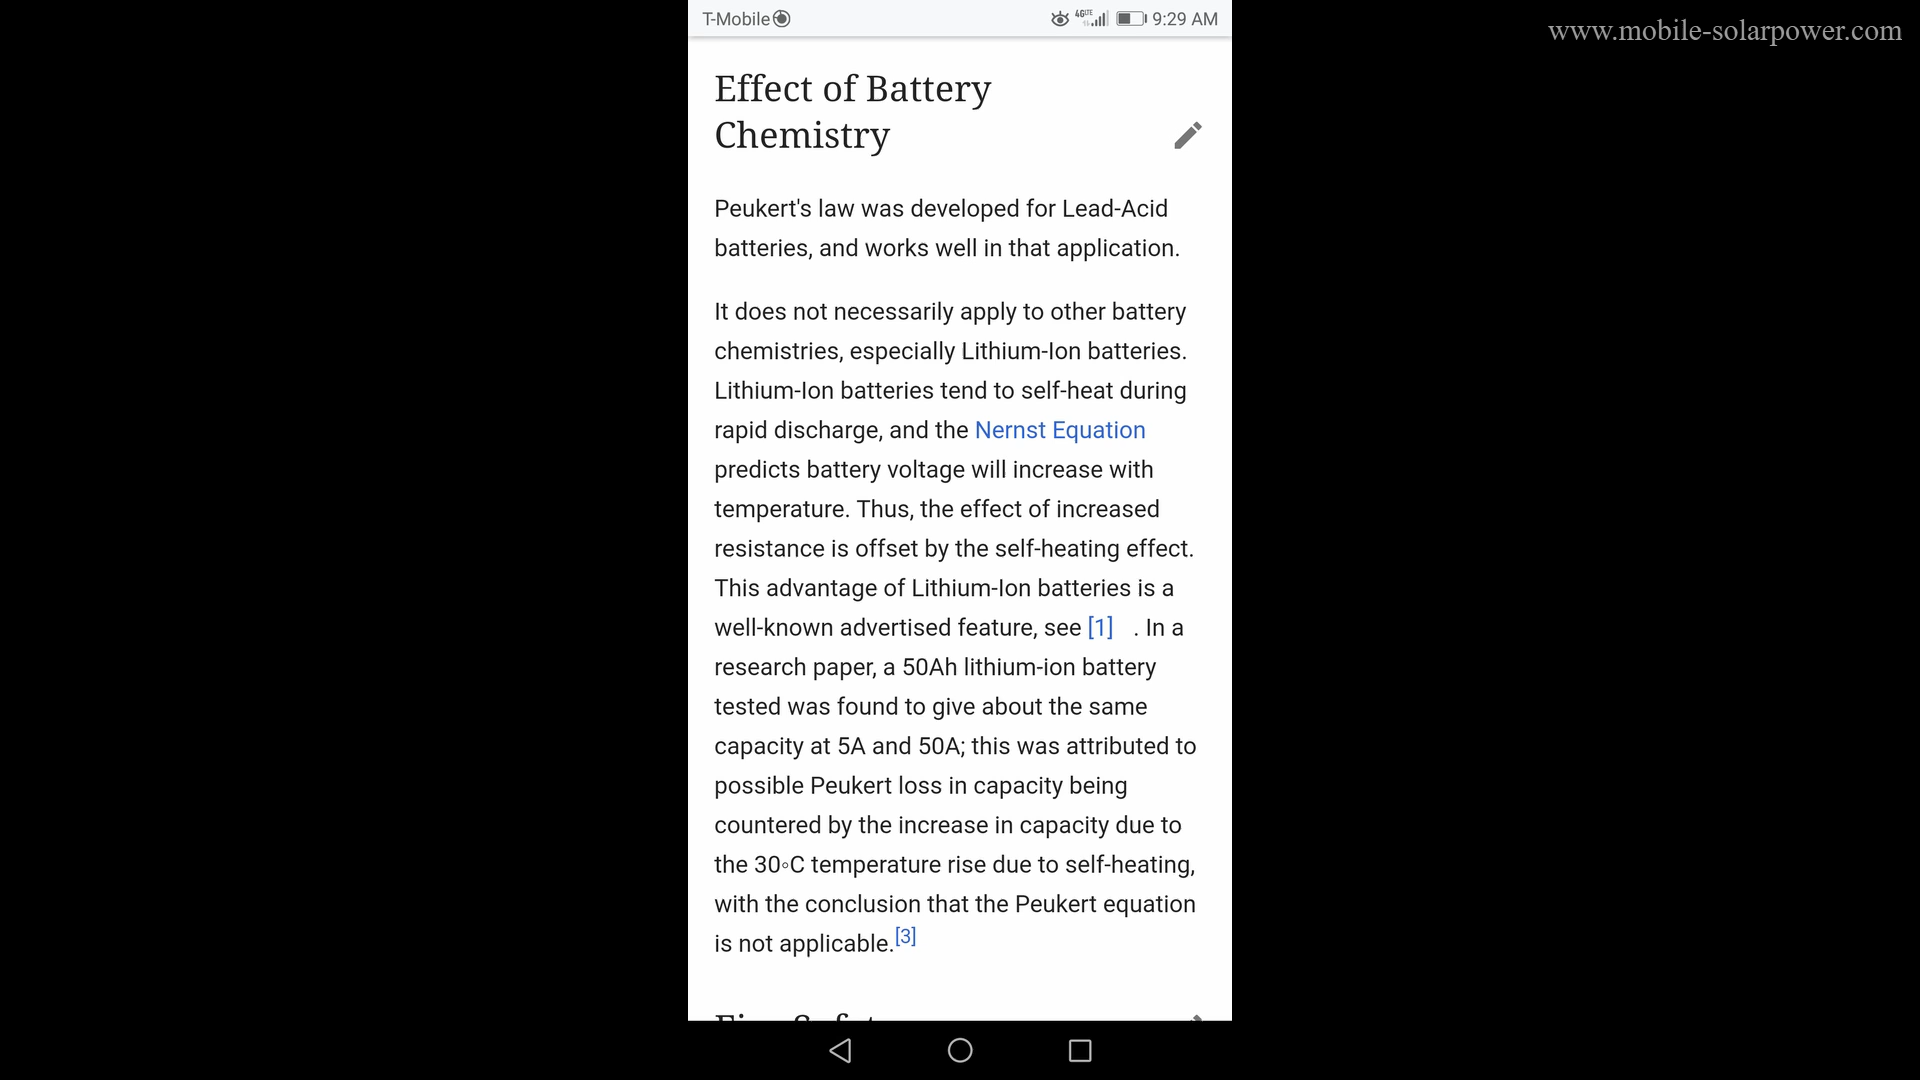 T-Mobile
4G LTE
9:29 AM
www.mobile-solarpower.com
Effect of Battery
Chemistry
Peukert's law was developed for Lead-Acid
batteries, and works well in that application.
It does not necessarily apply to other battery
chemistries, especially Lithium-Ion batteries.
Lithium-Ion batteries tend to self-heat during
rapid discharge, and the Nernst Equation
predicts battery voltage will increase with
temperature. Thus, the effect of increased
resistance is offset by the self-heating effect.
This advantage of Lithium-Ion batteries is a
well-known advertised feature, see [1] . In a
research paper, a 50Ah lithium-ion battery
tested was found to give about the same
capacity at 5A and 50A; this was attributed to
possible Peukert loss in capacity being
countered by the increase in capacity due to
the 30◦C temperature rise due to self-heating,
with the conclusion that the Peukert equation
is not applicable.[3]